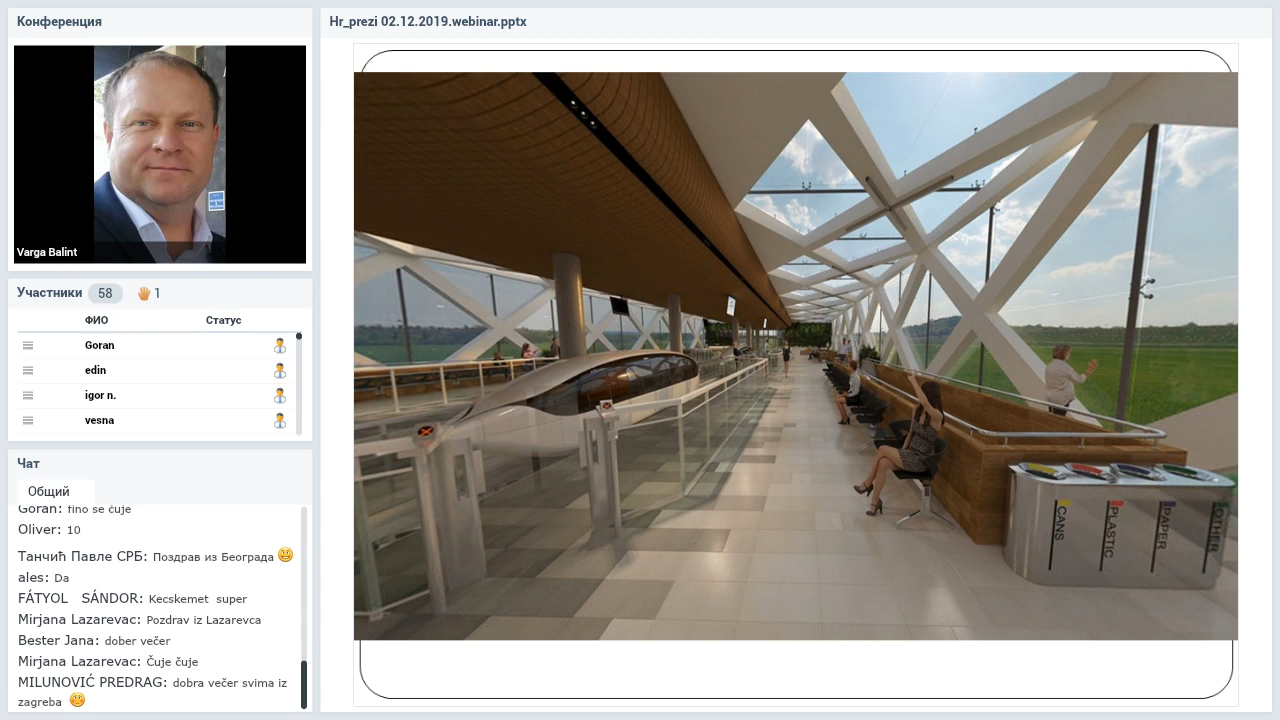 Конференция
Varga Balint
Участники 58 1
ФИО Статус
Goran
edin
igor n.
vesna
Чат
Общий
Goran: fino se čuje
Oliver: 10
Танчић Павле СРБ: Поздрав из Београда
ales: Da
FÁTYOL SÁNDOR: Kecskemet super
Mirjana Lazarevac: Pozdrav iz Lazarevca
Bester Jana: dober večer
Mirjana Lazarevac: Čuje čuje
MILUNOVIĆ PREDRAG: dobra večer svima iz
zagreba
Hr_prezi 02.12.2019.webinar.pptx
CANS
PLASTIC
PAPER
OTHER